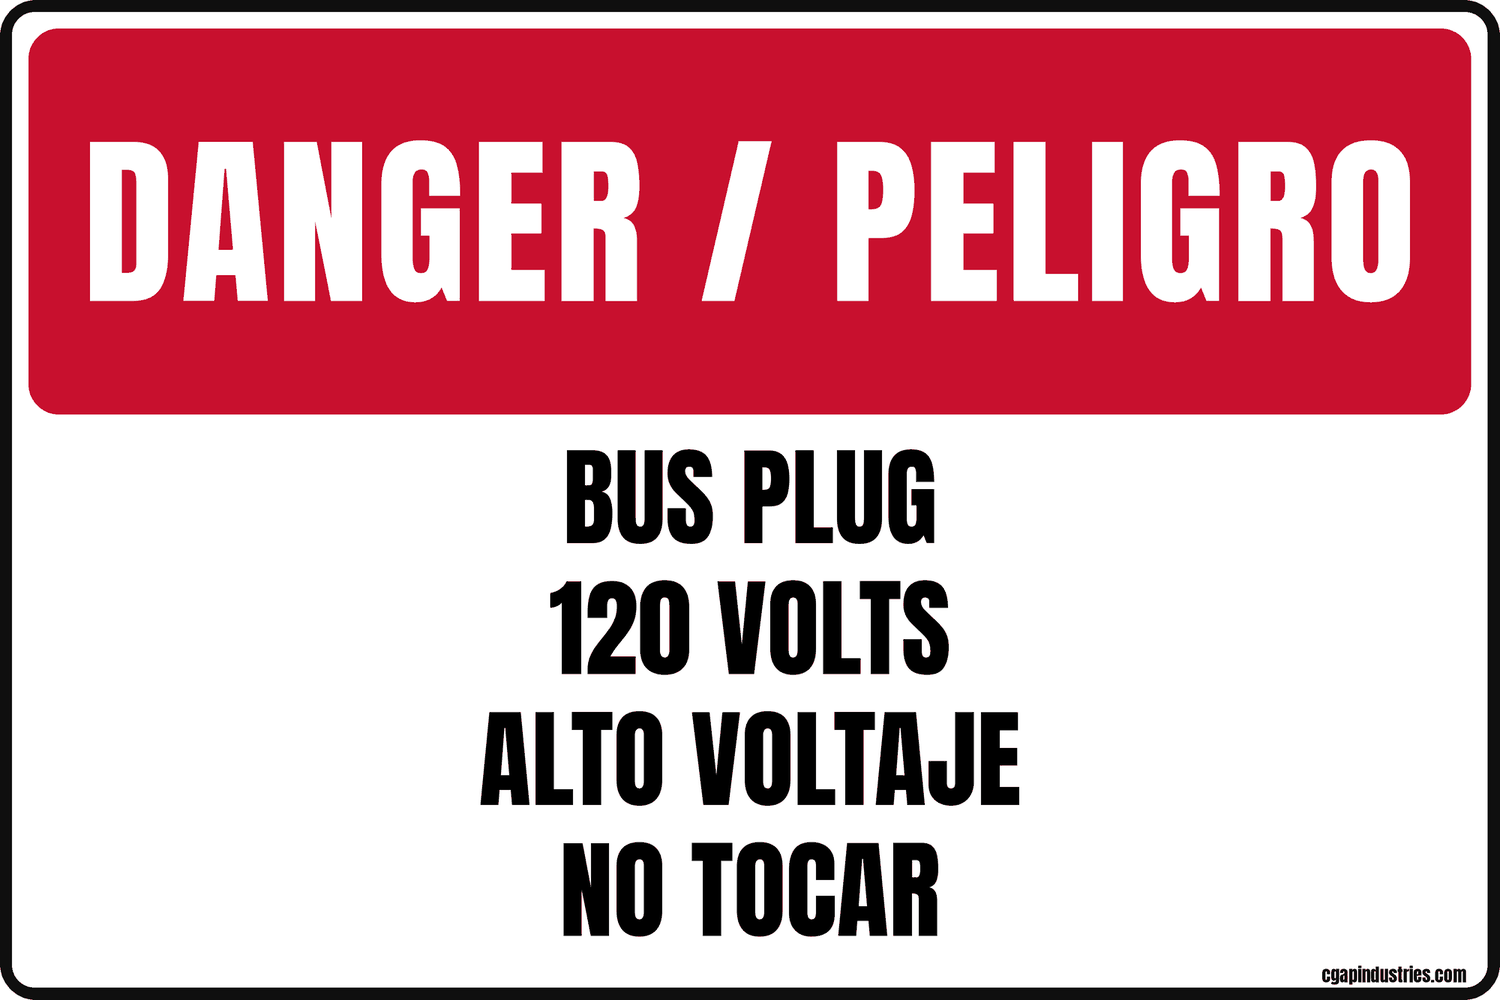 DANGER / PELIGRO
BUS PLUG
120 VOLTS
ALTO VOLTAJE
NO TOCAR
cgapindustries.com